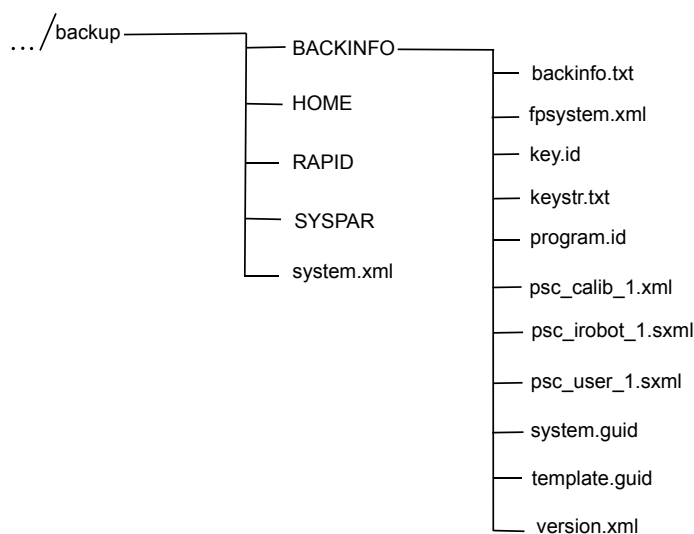 .../backup
BACKINFO
HOME
RAPID
SYSPAR
system.xml
backinfo.txt
fpsystem.xml
key.id
keystr.txt
program.id
psc_calib_1.xml
psc_irobot_1.sxml
psc_user_1.sxml
system.guid
template.guid
version.xml